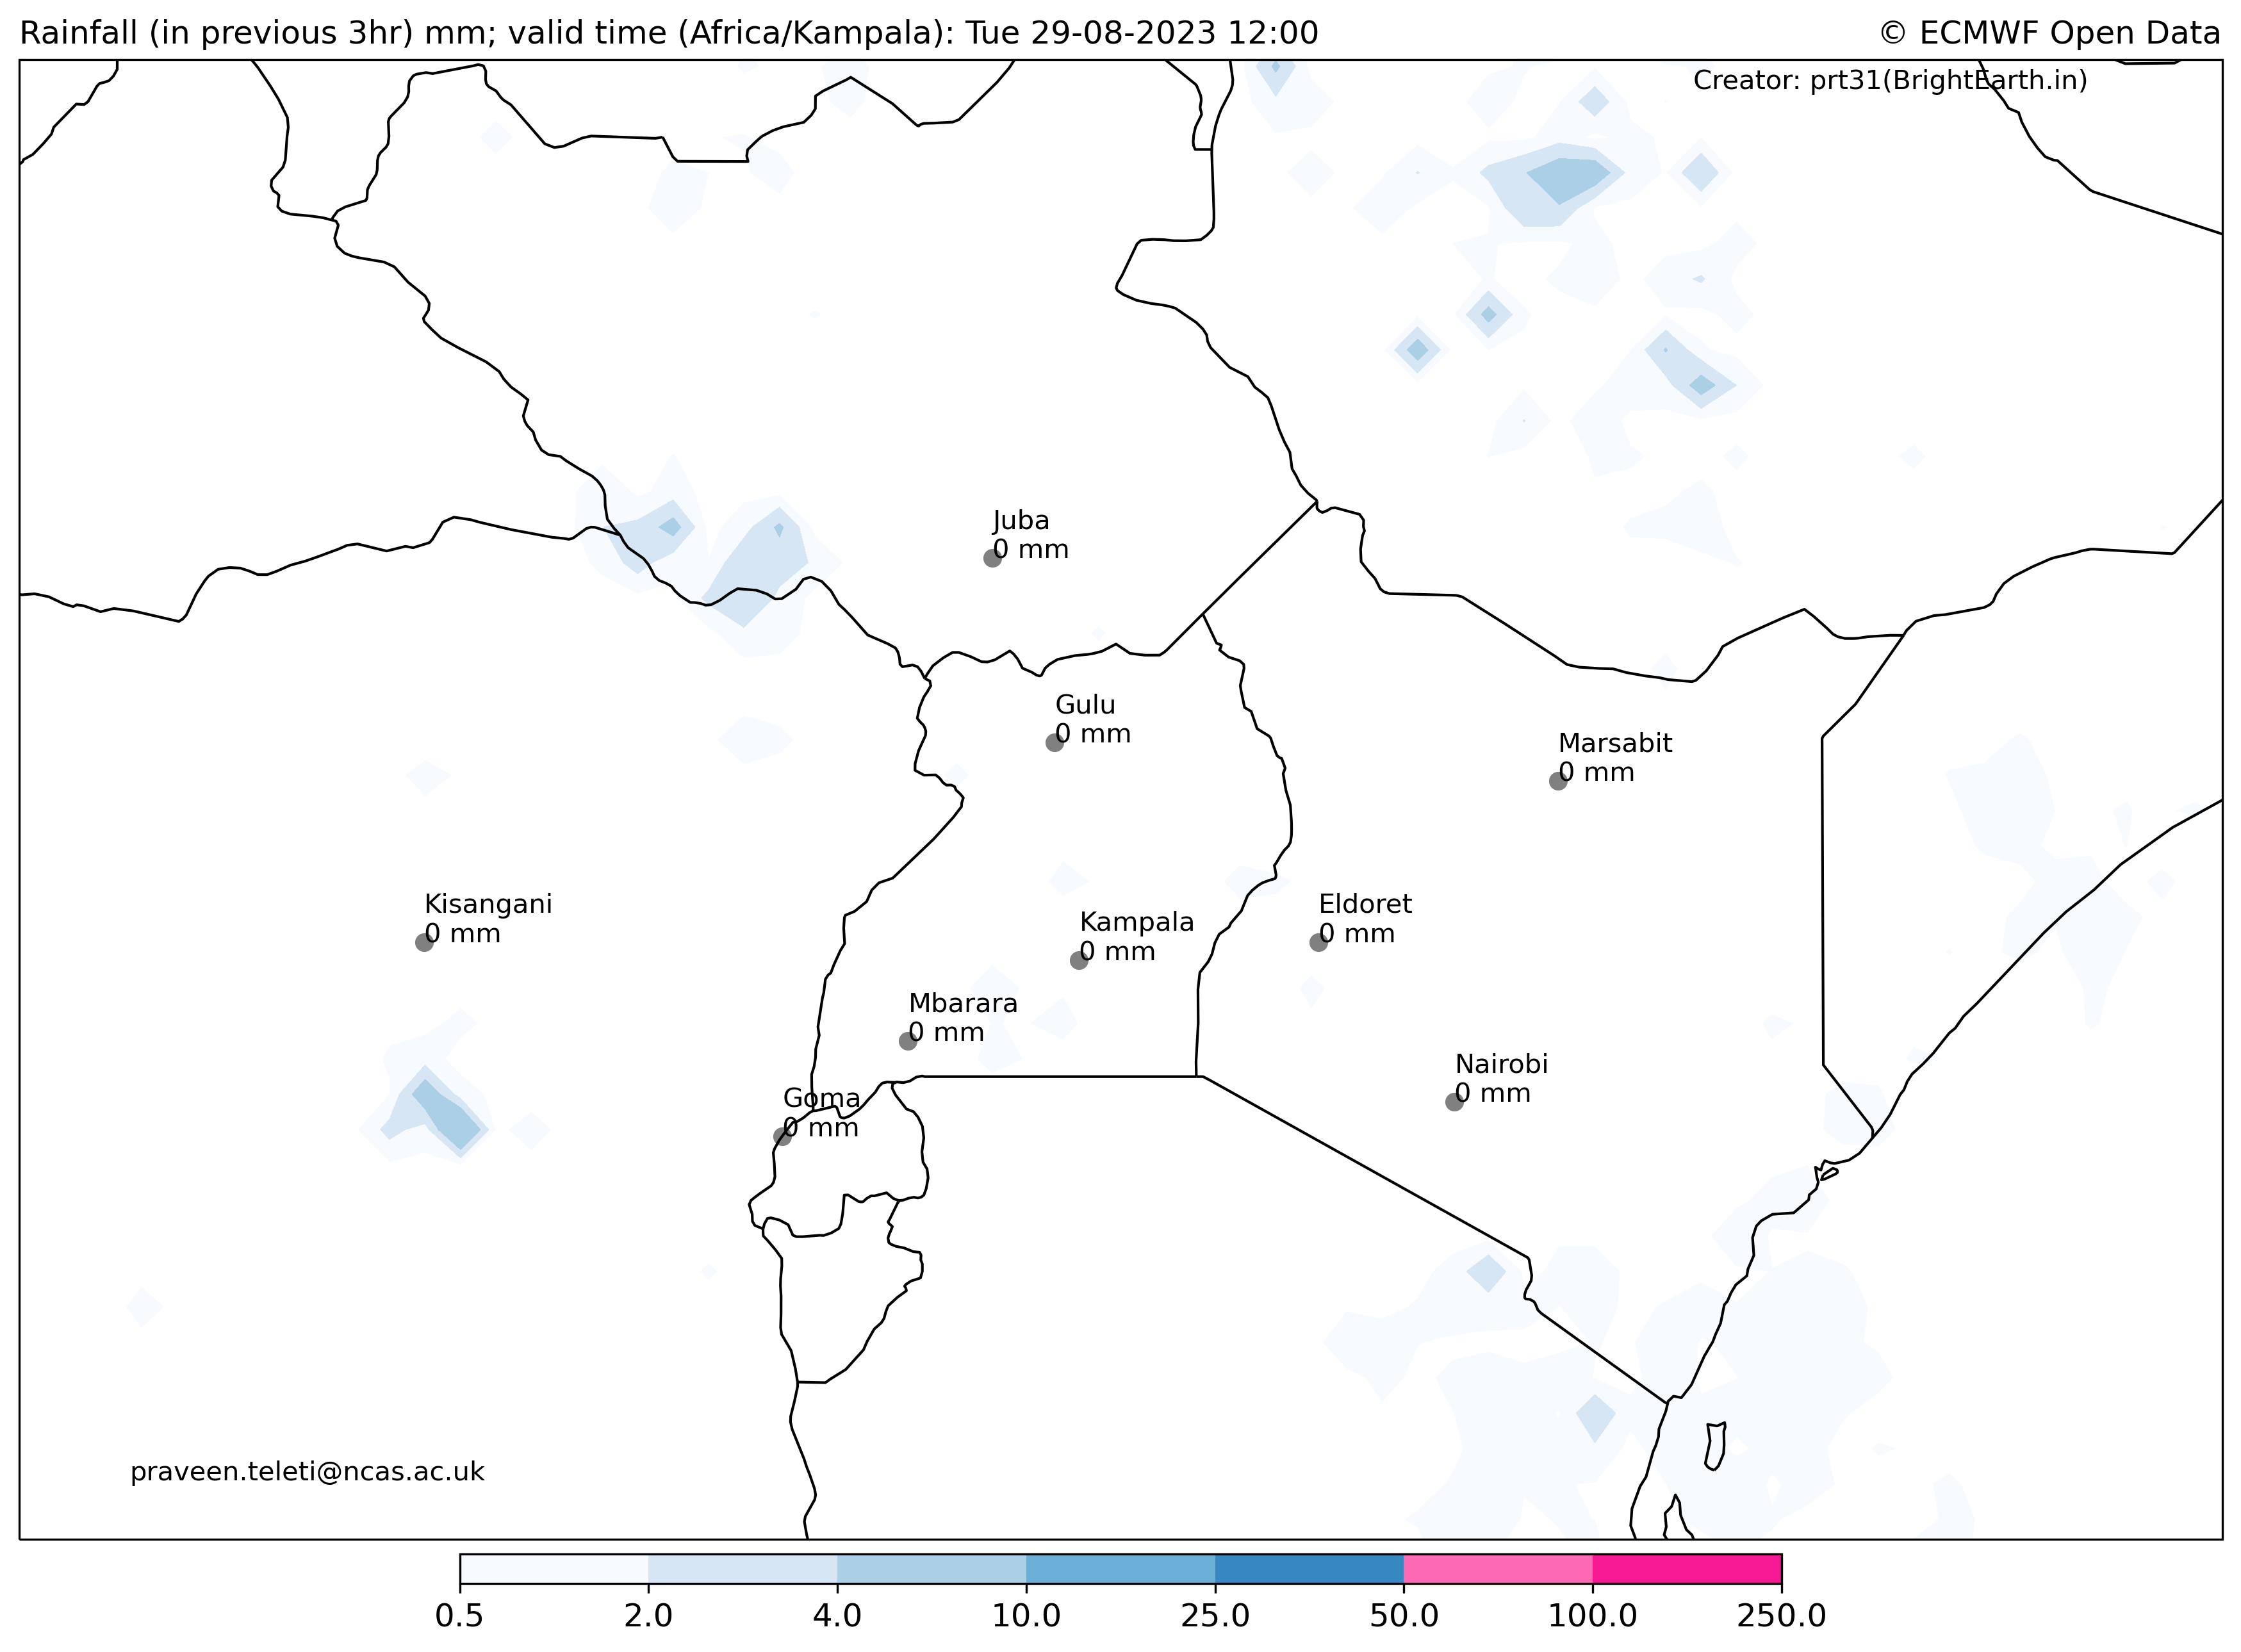 Rainfall (in previous 3hr) mm; valid time (Africa/Kampala): Tue 29-08-2023 12:00
© ECMWF Open Data
Creator: prt31(BrightEarth.in)
Juba
0 mm
Gulu
0 mm
Marsabit
0 mm
Kisangani
0 mm
Eldoret
0 mm
Kampala
0 mm
Mbarara
0 mm
Nairobi
0 mm
Goma
0 mm
praveen.teleti@ncas.ac.uk
0.5 2.0 4.0 10.0 25.0 50.0 100.0 250.0